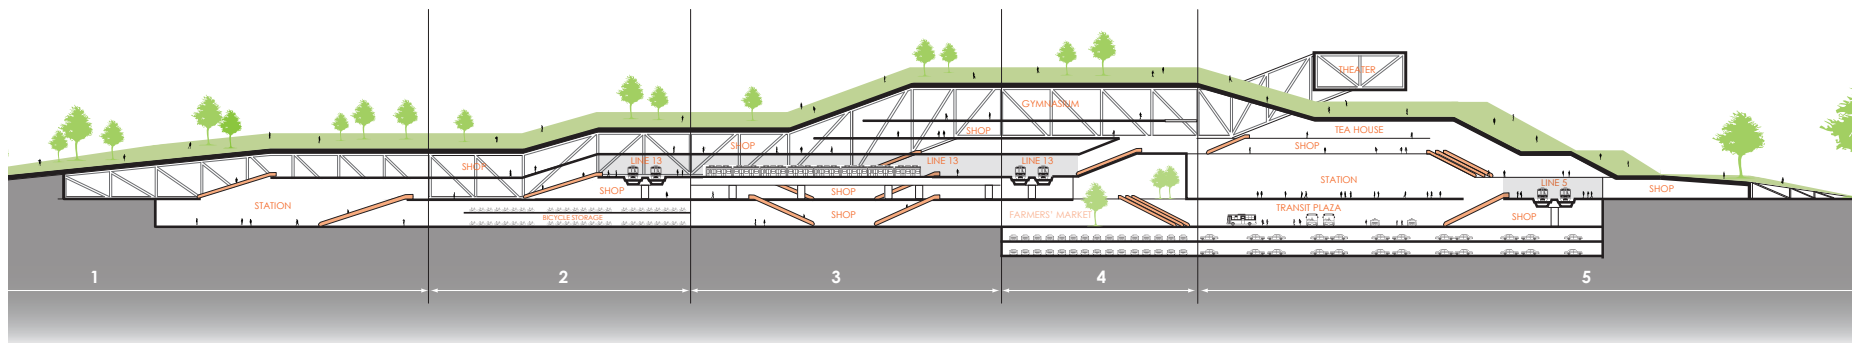 THEATER
GYMNASIUM
SHOP
TEA HOUSE
SHOP
SHOP
LINE 13
LINE 13
LINE 13
SHOP
STATION
LINE 5
SHOP
SHOP
SHOP
STATION
TRANSIT PLAZA
BICYCLE STORAGE
SHOP
FARMERS' MARKET
SHOP
1
2
3
4
5